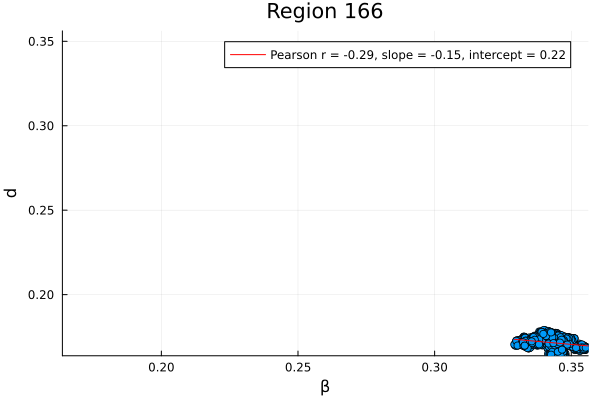 Region 166
Pearson r = -0.29, slope = -0.15, intercept = 0.22
0.35
0.30
0.25
0.20
d
0.20 0.25 0.30 0.35
β